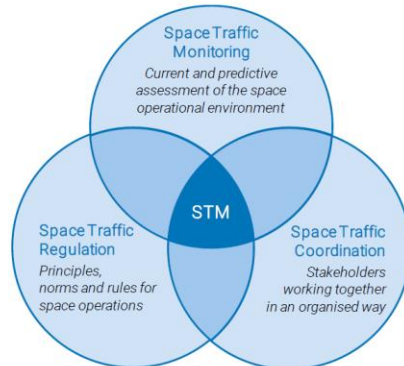 Space Traffic
Monitoring
Current and predictive
assessment of the space
operational environment
STM
Space Traffic
Regulation
Principles,
norms and rules for
space operations
Space Traffic
Coordination
Stakeholders
working together
in an organised way